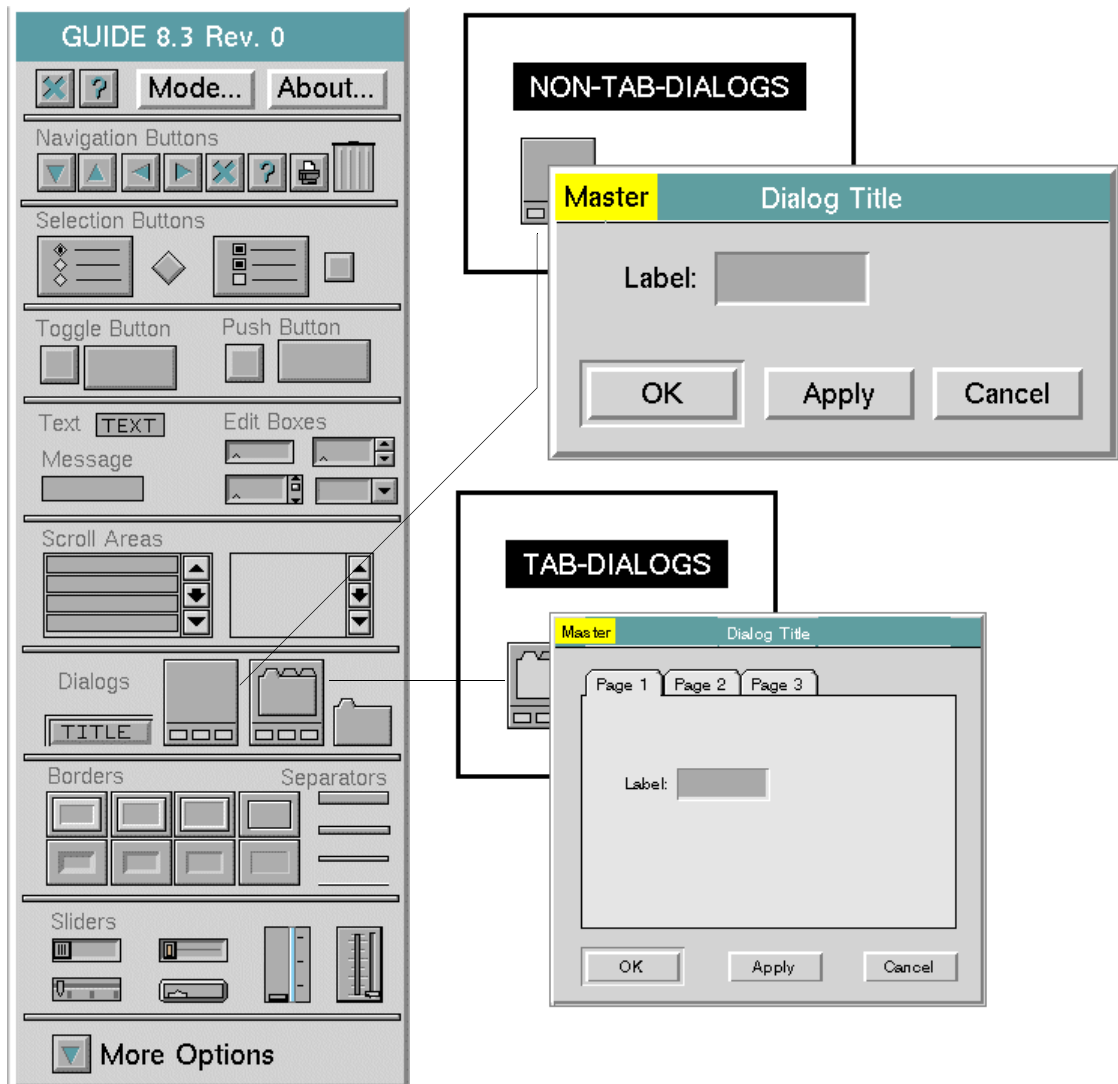 GUIDE 8.3 Rev. 0
? Mode... About...
Navigation Buttons
?
Selection Buttons
Toggle Button Push Button
Text TEXT Edit Boxes
Message
Scroll Areas
Dialogs
TITLE
Borders Separators
Sliders
More Options
NON-TAB-DIALOGS
Master Dialog Title
Label:
OK Apply Cancel
TAB-DIALOGS
Master Dialog Title
Page 1 Page 2 Page 3
Label:
OK Apply Cancel